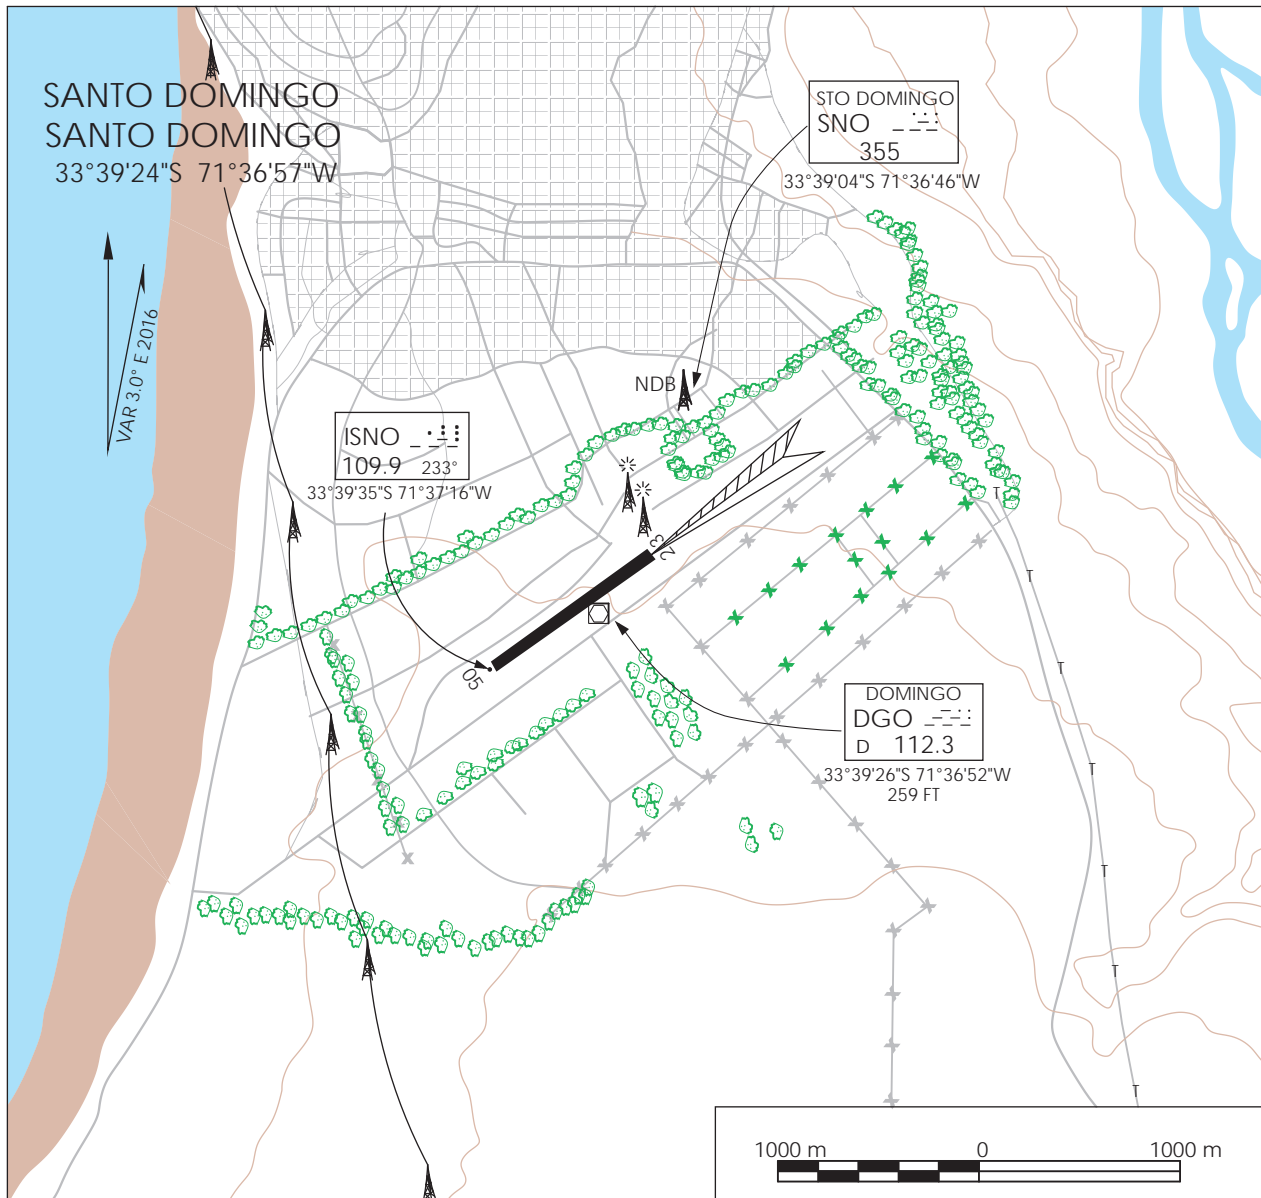 SANTO DOMINGO
SANTO DOMINGO
33°39'24"S 71°36'57"W
STO DOMINGO
SNO
355
33°39'04"S 71°36'46"W
VAR 3.0° E 2016
NDB
ISNO
109.9 233°
33°39'35"S 71°37'16"W
23
05
DOMINGO
DGO
D 112.3
33°39'26"S 71°36'52"W
259 FT
T
T
T
T
T
T
T
1000 m 0 1000 m